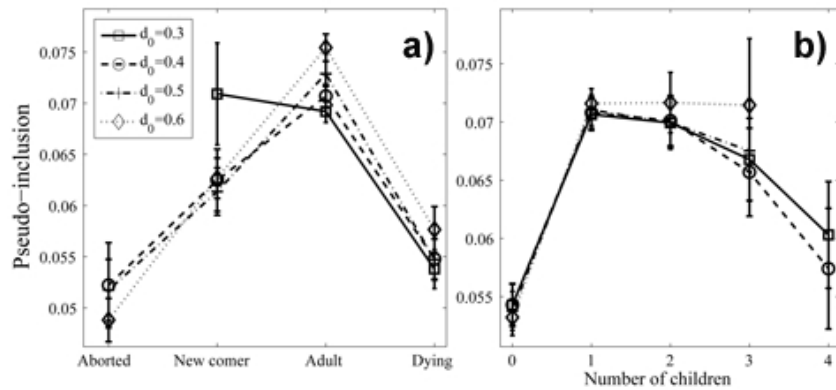 a)
b)
d₀=0.3
d₀=0.4
d₀=0.5
d₀=0.6
Pseudo-inclusion
0.075
0.07
0.065
0.06
0.055
0.05
Aborted New comer Adult Dying
0.075
0.07
0.065
0.06
0.055
0 1 2 3 4
Number of children